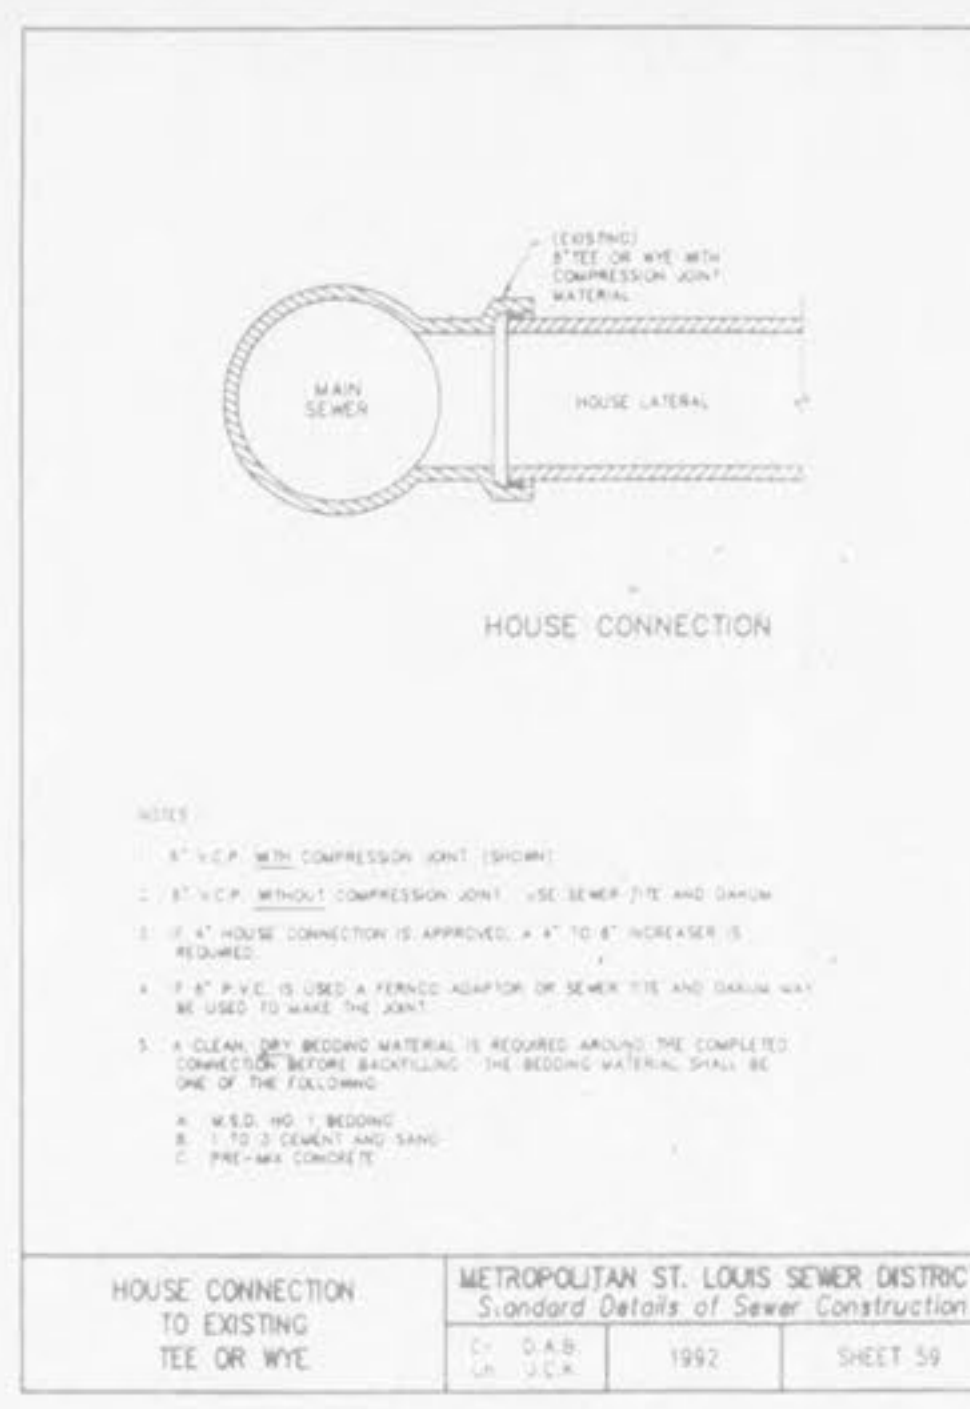 (EXISTING)
TEE OR WYE WITH
COMPRESSION JOINT
MATERIAL
MAIN
SEWER
HOUSE LATERAL
HOUSE CONNECTION
NOTES
V.C.P. WITH COMPRESSION JOINT (SHOWN)
V.C.P. WITHOUT COMPRESSION JOINT. USE SEWER TITE AND OAKUM
IF 4" HOUSE CONNECTION IS APPROVED, A 4" TO INCREASER IS
REQUIRED.
4. IF P.V.C. IS USED A FERNCO ADAPTOR OR SEWER TITE AND OAKUM MAY
BE USED TO MAKE THE JOINT.
5. A CLEAN, DRY BEDDING MATERIAL IS REQUIRED AROUND THE COMPLETED
CONNECTION BEFORE BACKFILLING. THE BEDDING MATERIAL SHALL BE
ONE OF THE FOLLOWING
A. M.S.D. NO. 1 BEDDING
B. 1 TO 3 CEMENT AND SAND
C. PRE-MIX CONCRETE
HOUSE CONNECTION
TO EXISTING
TEE OR WYE
METROPOLITAN ST. LOUIS SEWER DISTRIC
Standard Details of Sewer Construction
D.A.B.
1992
SHEET 59